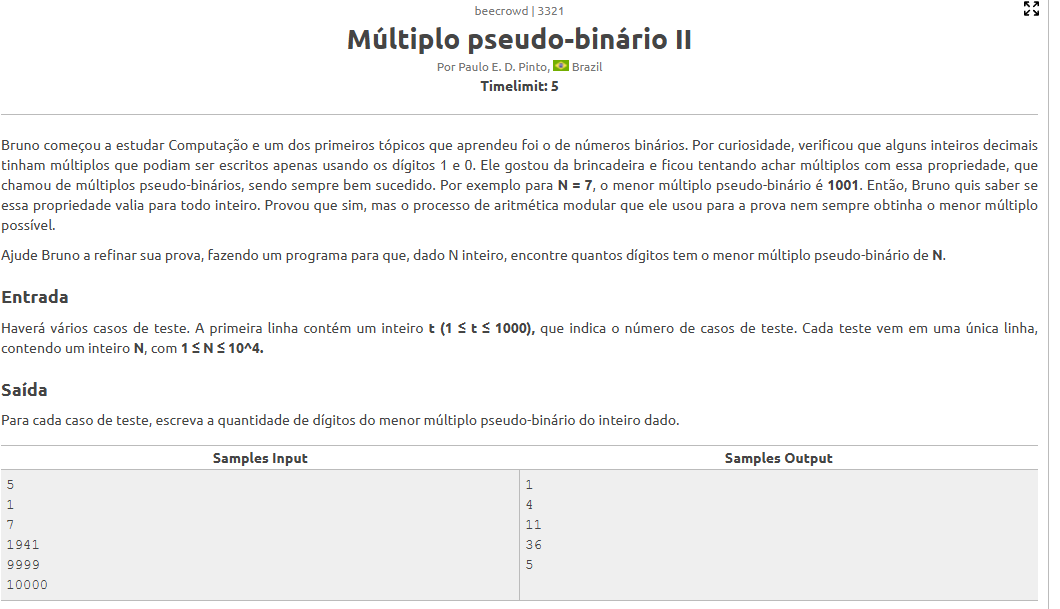 beecrowd | 3321
Múltiplo pseudo-binário II
Por Paulo E. D. Pinto, Brazil
Timelimit: 5
Bruno começou a estudar Computação e um dos primeiros tópicos que aprendeu foi o de números binários. Por curiosidade, verificou que alguns inteiros decimais
tinham múltiplos que podiam ser escritos apenas usando os dígitos 1 e 0. Ele gostou da brincadeira e ficou tentando achar múltiplos com essa propriedade, que
chamou de múltiplos pseudo-binários, sendo sempre bem sucedido. Por exemplo para N = 7, o menor múltiplo pseudo-binário é 1001. Então, Bruno quis saber se
essa propriedade valia para todo inteiro. Provou que sim, mas o processo de aritmética modular que ele usou para a prova nem sempre obtinha o menor múltiplo
possível.
Ajude Bruno a refinar sua prova, fazendo um programa para que, dado N inteiro, encontre quantos dígitos tem o menor múltiplo pseudo-binário de N.
Entrada
Haverá vários casos de teste. A primeira linha contém um inteiro t (1 ≤ t ≤ 1000), que indica o número de casos de teste. Cada teste vem em uma única linha,
contendo um inteiro N, com 1 ≤ N ≤ 10^4.
Saída
Para cada caso de teste, escreva a quantidade de dígitos do menor múltiplo pseudo-binário do inteiro dado.
Samples Input
Samples Output
5
1
7
1941
9999
10000
1
4
11
36
5